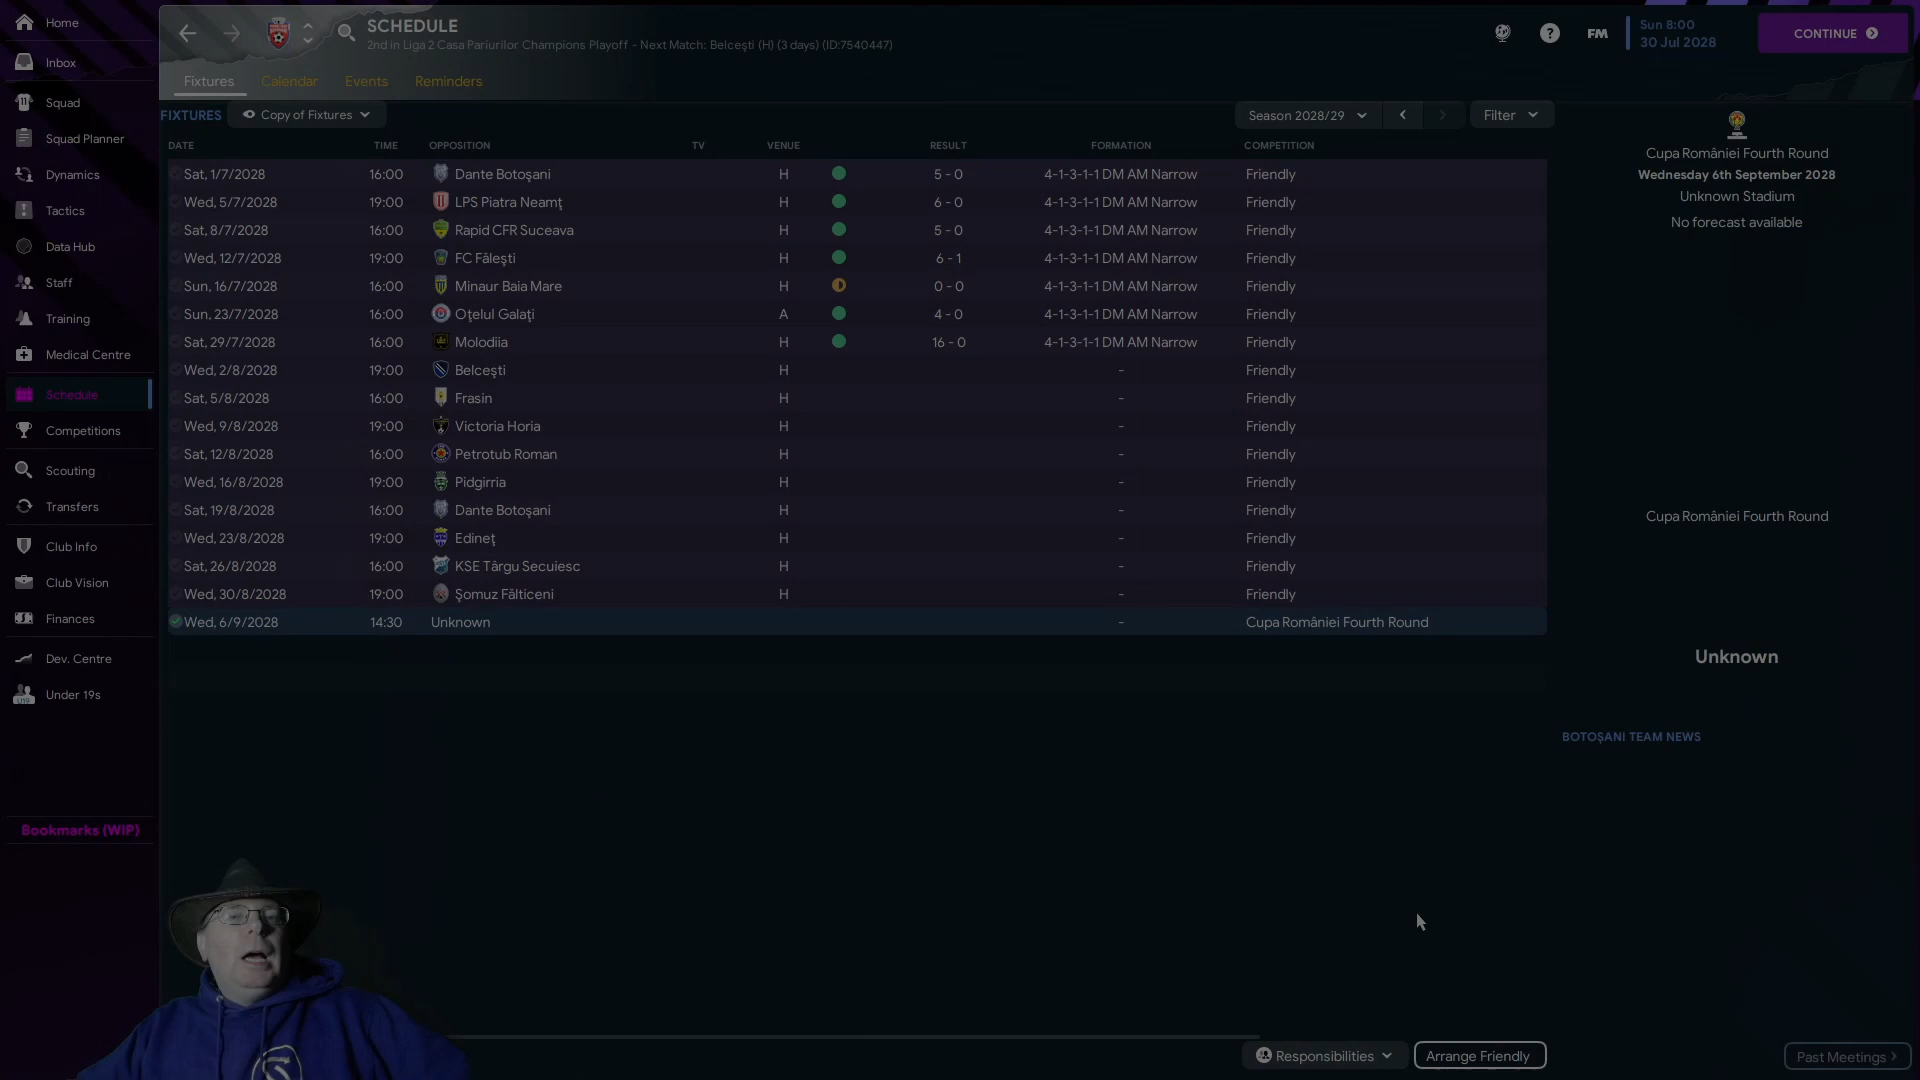 Home
Inbox
Squad
Squad Planner
Dynamics
Tactics
Data Hub
Staff
Training
Medical Centre
Schedule
Competitions
Scouting
Transfers
Club Info
Club Vision
Finances
Dev. Centre
Under 19s
Bookmarks (WIP)
SCHEDULE
2nd in Liga 2 Casa Pariurilor Champions Playoff - Next Match: Belcești (H) (3 days) (ID:7540447)
FM
Sun 8:00
30 Jul 2028
CONTINUE
Fixtures Calendar Events Reminders
FIXTURES Copy of Fixtures Season 2028/29 Filter
DATE TIME OPPOSITION TV VENUE RESULT FORMATION COMPETITION
Sat, 1/7/2028 16:00 Dante Botoșani H 5 - 0 4-1-3-1-1 DM AM Narrow Friendly
Wed, 5/7/2028 19:00 LPS Piatra Neamț H 6 - 0 4-1-3-1-1 DM AM Narrow Friendly
Sat, 8/7/2028 16:00 Rapid CFR Suceava H 5 - 0 4-1-3-1-1 DM AM Narrow Friendly
Wed, 12/7/2028 19:00 FC Fălești H 6 - 1 4-1-3-1-1 DM AM Narrow Friendly
Sun, 16/7/2028 16:00 Minaur Baia Mare H 0 - 0 4-1-3-1-1 DM AM Narrow Friendly
Sun, 23/7/2028 16:00 Oțelul Galați A 4 - 0 4-1-3-1-1 DM AM Narrow Friendly
Sat, 29/7/2028 16:00 Molodiia H 16 - 0 4-1-3-1-1 DM AM Narrow Friendly
Wed, 2/8/2028 19:00 Belcești H - Friendly
Sat, 5/8/2028 16:00 Frasin H - Friendly
Wed, 9/8/2028 19:00 Victoria Horia H - Friendly
Sat, 12/8/2028 16:00 Petrotub Roman H - Friendly
Wed, 16/8/2028 19:00 Pidgirria H - Friendly
Sat, 19/8/2028 16:00 Dante Botoșani H - Friendly
Wed, 23/8/2028 19:00 Edineț H - Friendly
Sat, 26/8/2028 16:00 KSE Târgu Secuiesc H - Friendly
Wed, 30/8/2028 19:00 Șomuz Fălticeni H - Friendly
Wed, 6/9/2028 14:30 Unknown - Cupa României Fourth Round
Cupa României Fourth Round
Wednesday 6th September 2028
Unknown Stadium
No forecast available
Cupa României Fourth Round
Unknown
BOTOȘANI TEAM NEWS
Responsibilities Arrange Friendly Past Meetings